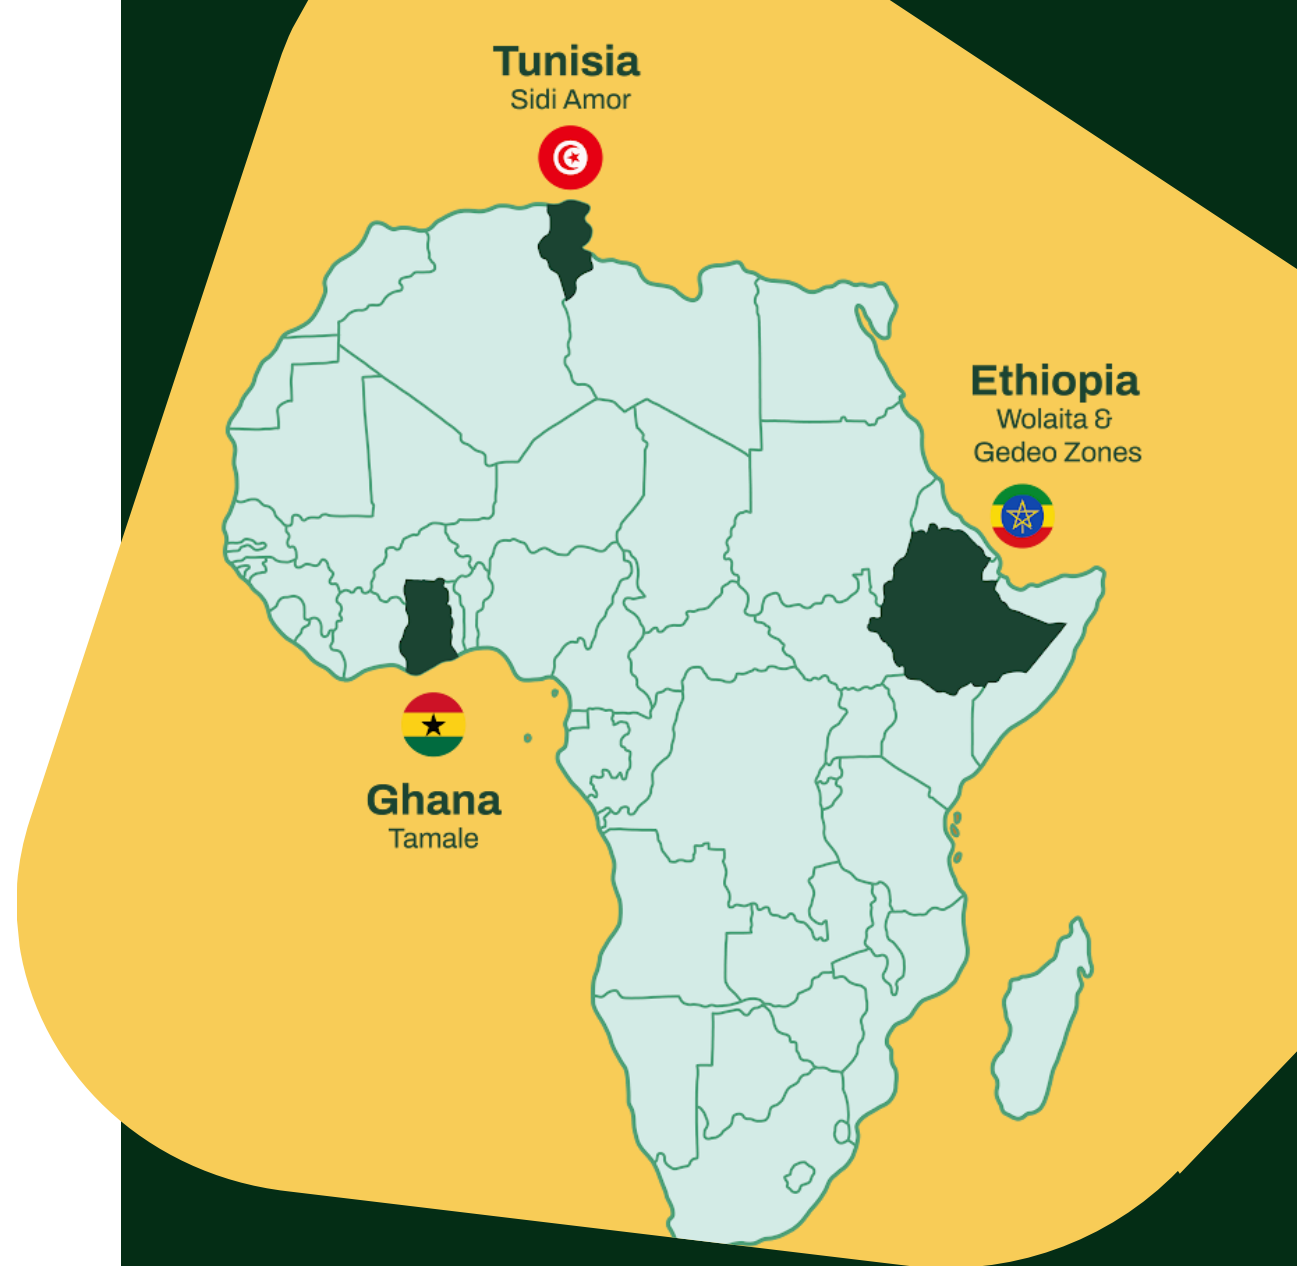 Tunisia
Sidi Amor
Ethiopia
Wolaita &
Gedeo Zones
Ghana
Tamale